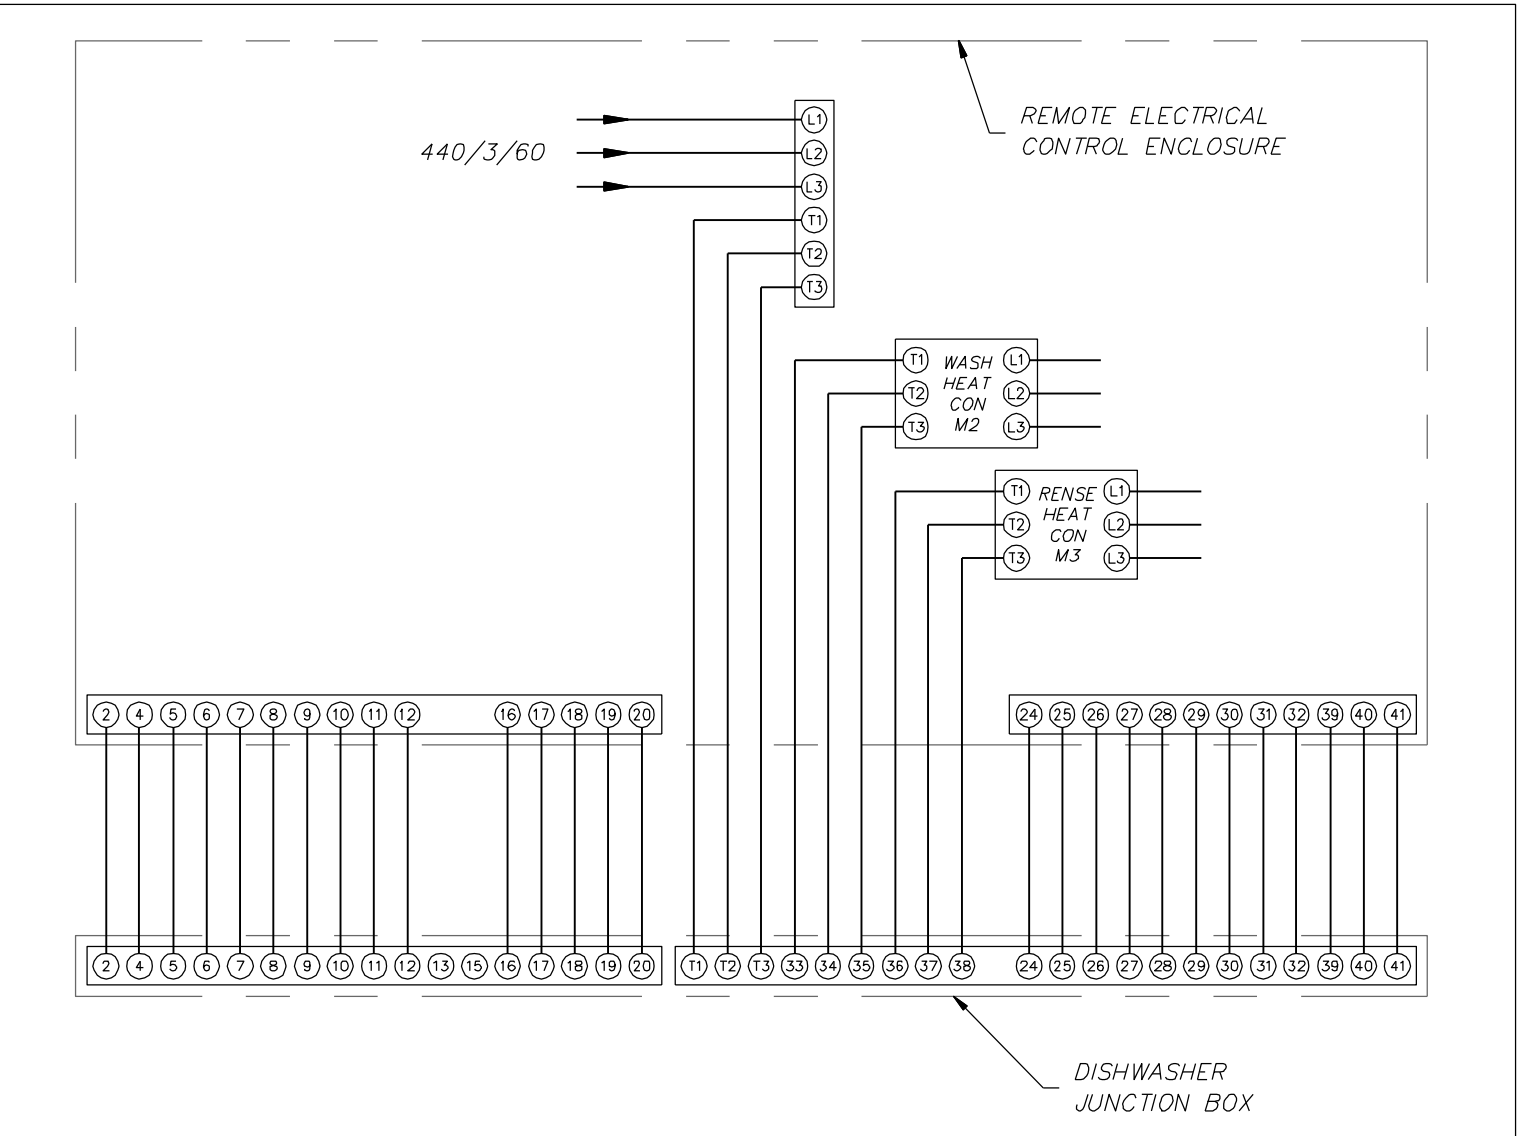 REMOTE ELECTRICAL
CONTROL ENCLOSURE
440/3/60
L1
L2
L3
T1
T2
T3
T1 WASH L1
HEAT
T2 CON L2
T3 M2 L3
T1 RENSE L1
HEAT
T2 CON L2
T3 M3 L3
2 4 5 6 7 8 9 10 11 12 16 17 18 19 20 24 25 26 27 28 29 30 31 32 39 40 41
2 4 5 6 7 8 9 10 11 12 13 15 16 17 18 19 20 T1 T2 T3 33 34 35 36 37 38 24 25 26 27 28 29 30 31 32 39 40 41
DISHWASHER
JUNCTION BOX